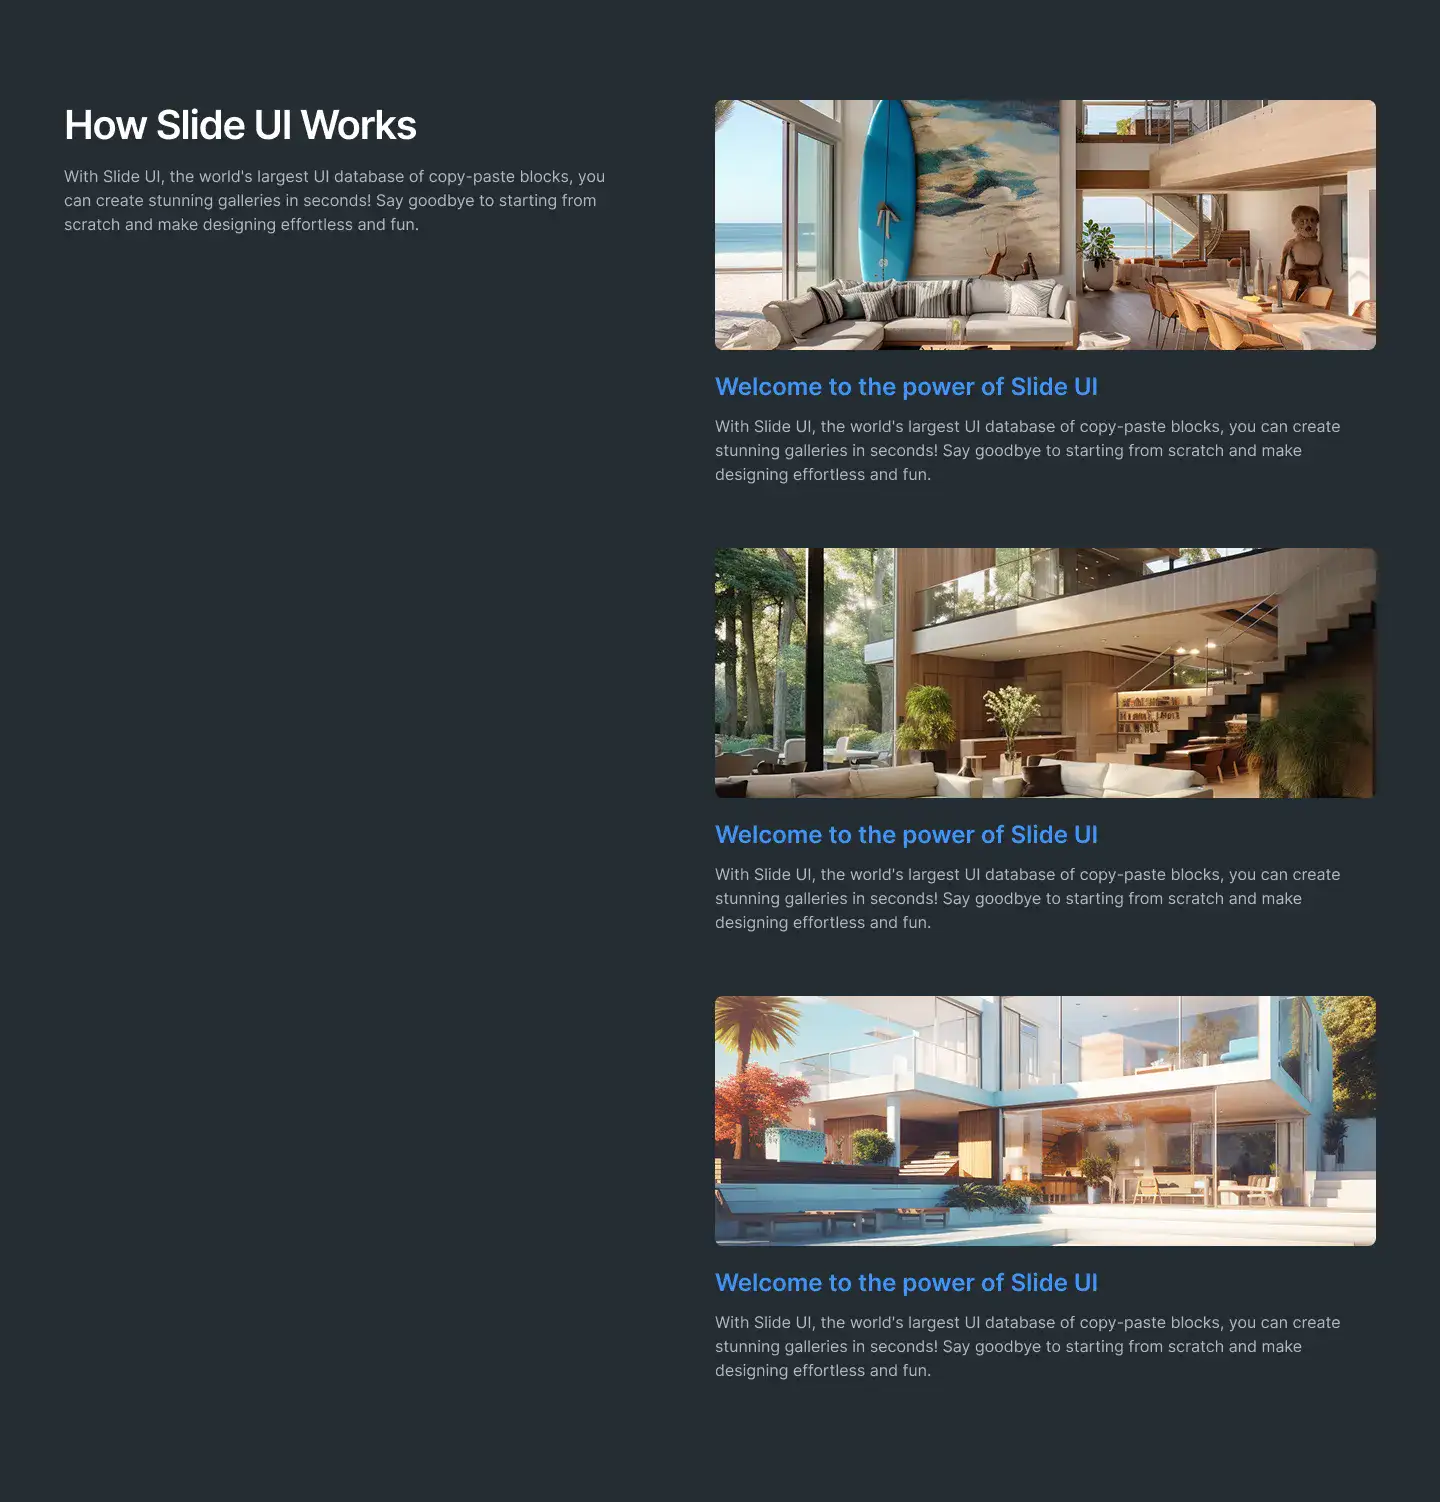 How Slide UI Works
With Slide UI, the world's largest UI database of copy-paste blocks, you
can create stunning galleries in seconds! Say goodbye to starting from
scratch and make designing effortless and fun.
Welcome to the power of Slide UI
With Slide UI, the world's largest UI database of copy-paste blocks, you can create
stunning galleries in seconds! Say goodbye to starting from scratch and make
designing effortless and fun.
Welcome to the power of Slide UI
With Slide UI, the world's largest UI database of copy-paste blocks, you can create
stunning galleries in seconds! Say goodbye to starting from scratch and make
designing effortless and fun.
Welcome to the power of Slide UI
With Slide UI, the world's largest UI database of copy-paste blocks, you can create
stunning galleries in seconds! Say goodbye to starting from scratch and make
designing effortless and fun.